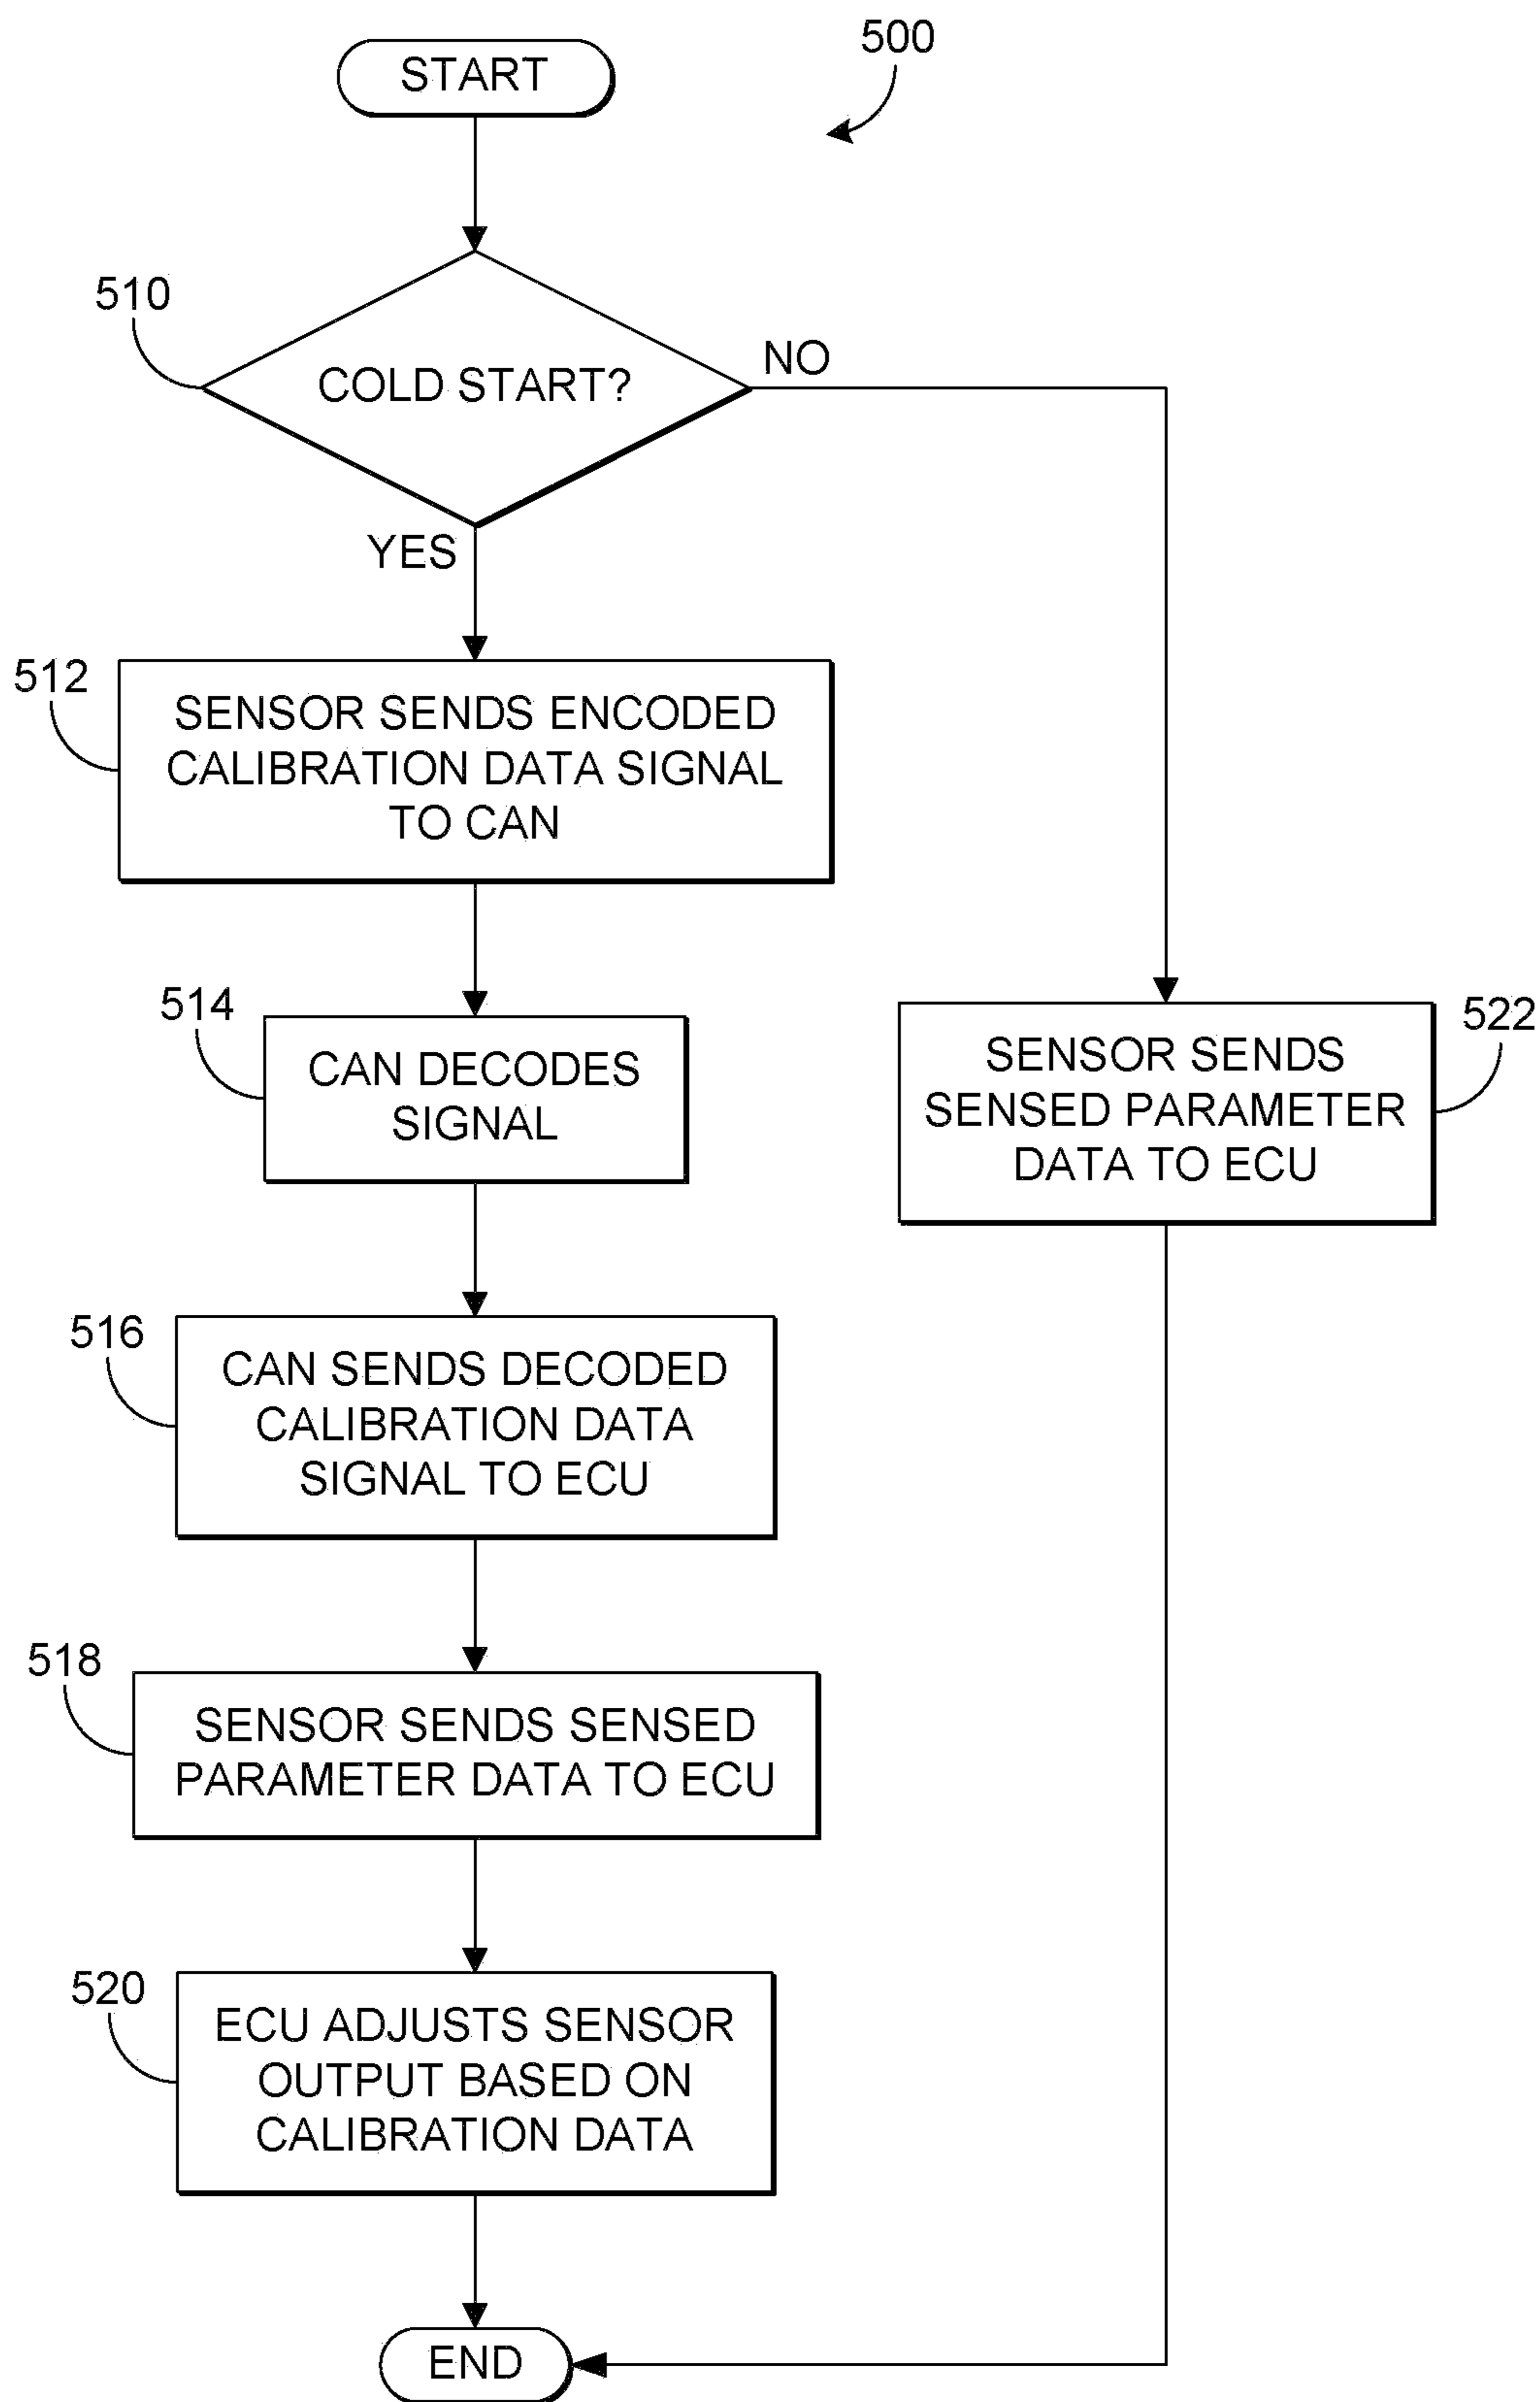 START
500
510
COLD START?
NO
YES
512
SENSOR SENDS ENCODED
CALIBRATION DATA SIGNAL
TO CAN
514
CAN DECODES
SIGNAL
522
SENSOR SENDS
SENSED PARAMETER
DATA TO ECU
516
CAN SENDS DECODED
CALIBRATION DATA
SIGNAL TO ECU
518
SENSOR SENDS SENSED
PARAMETER DATA TO ECU
520
ECU ADJUSTS SENSOR
OUTPUT BASED ON
CALIBRATION DATA
END